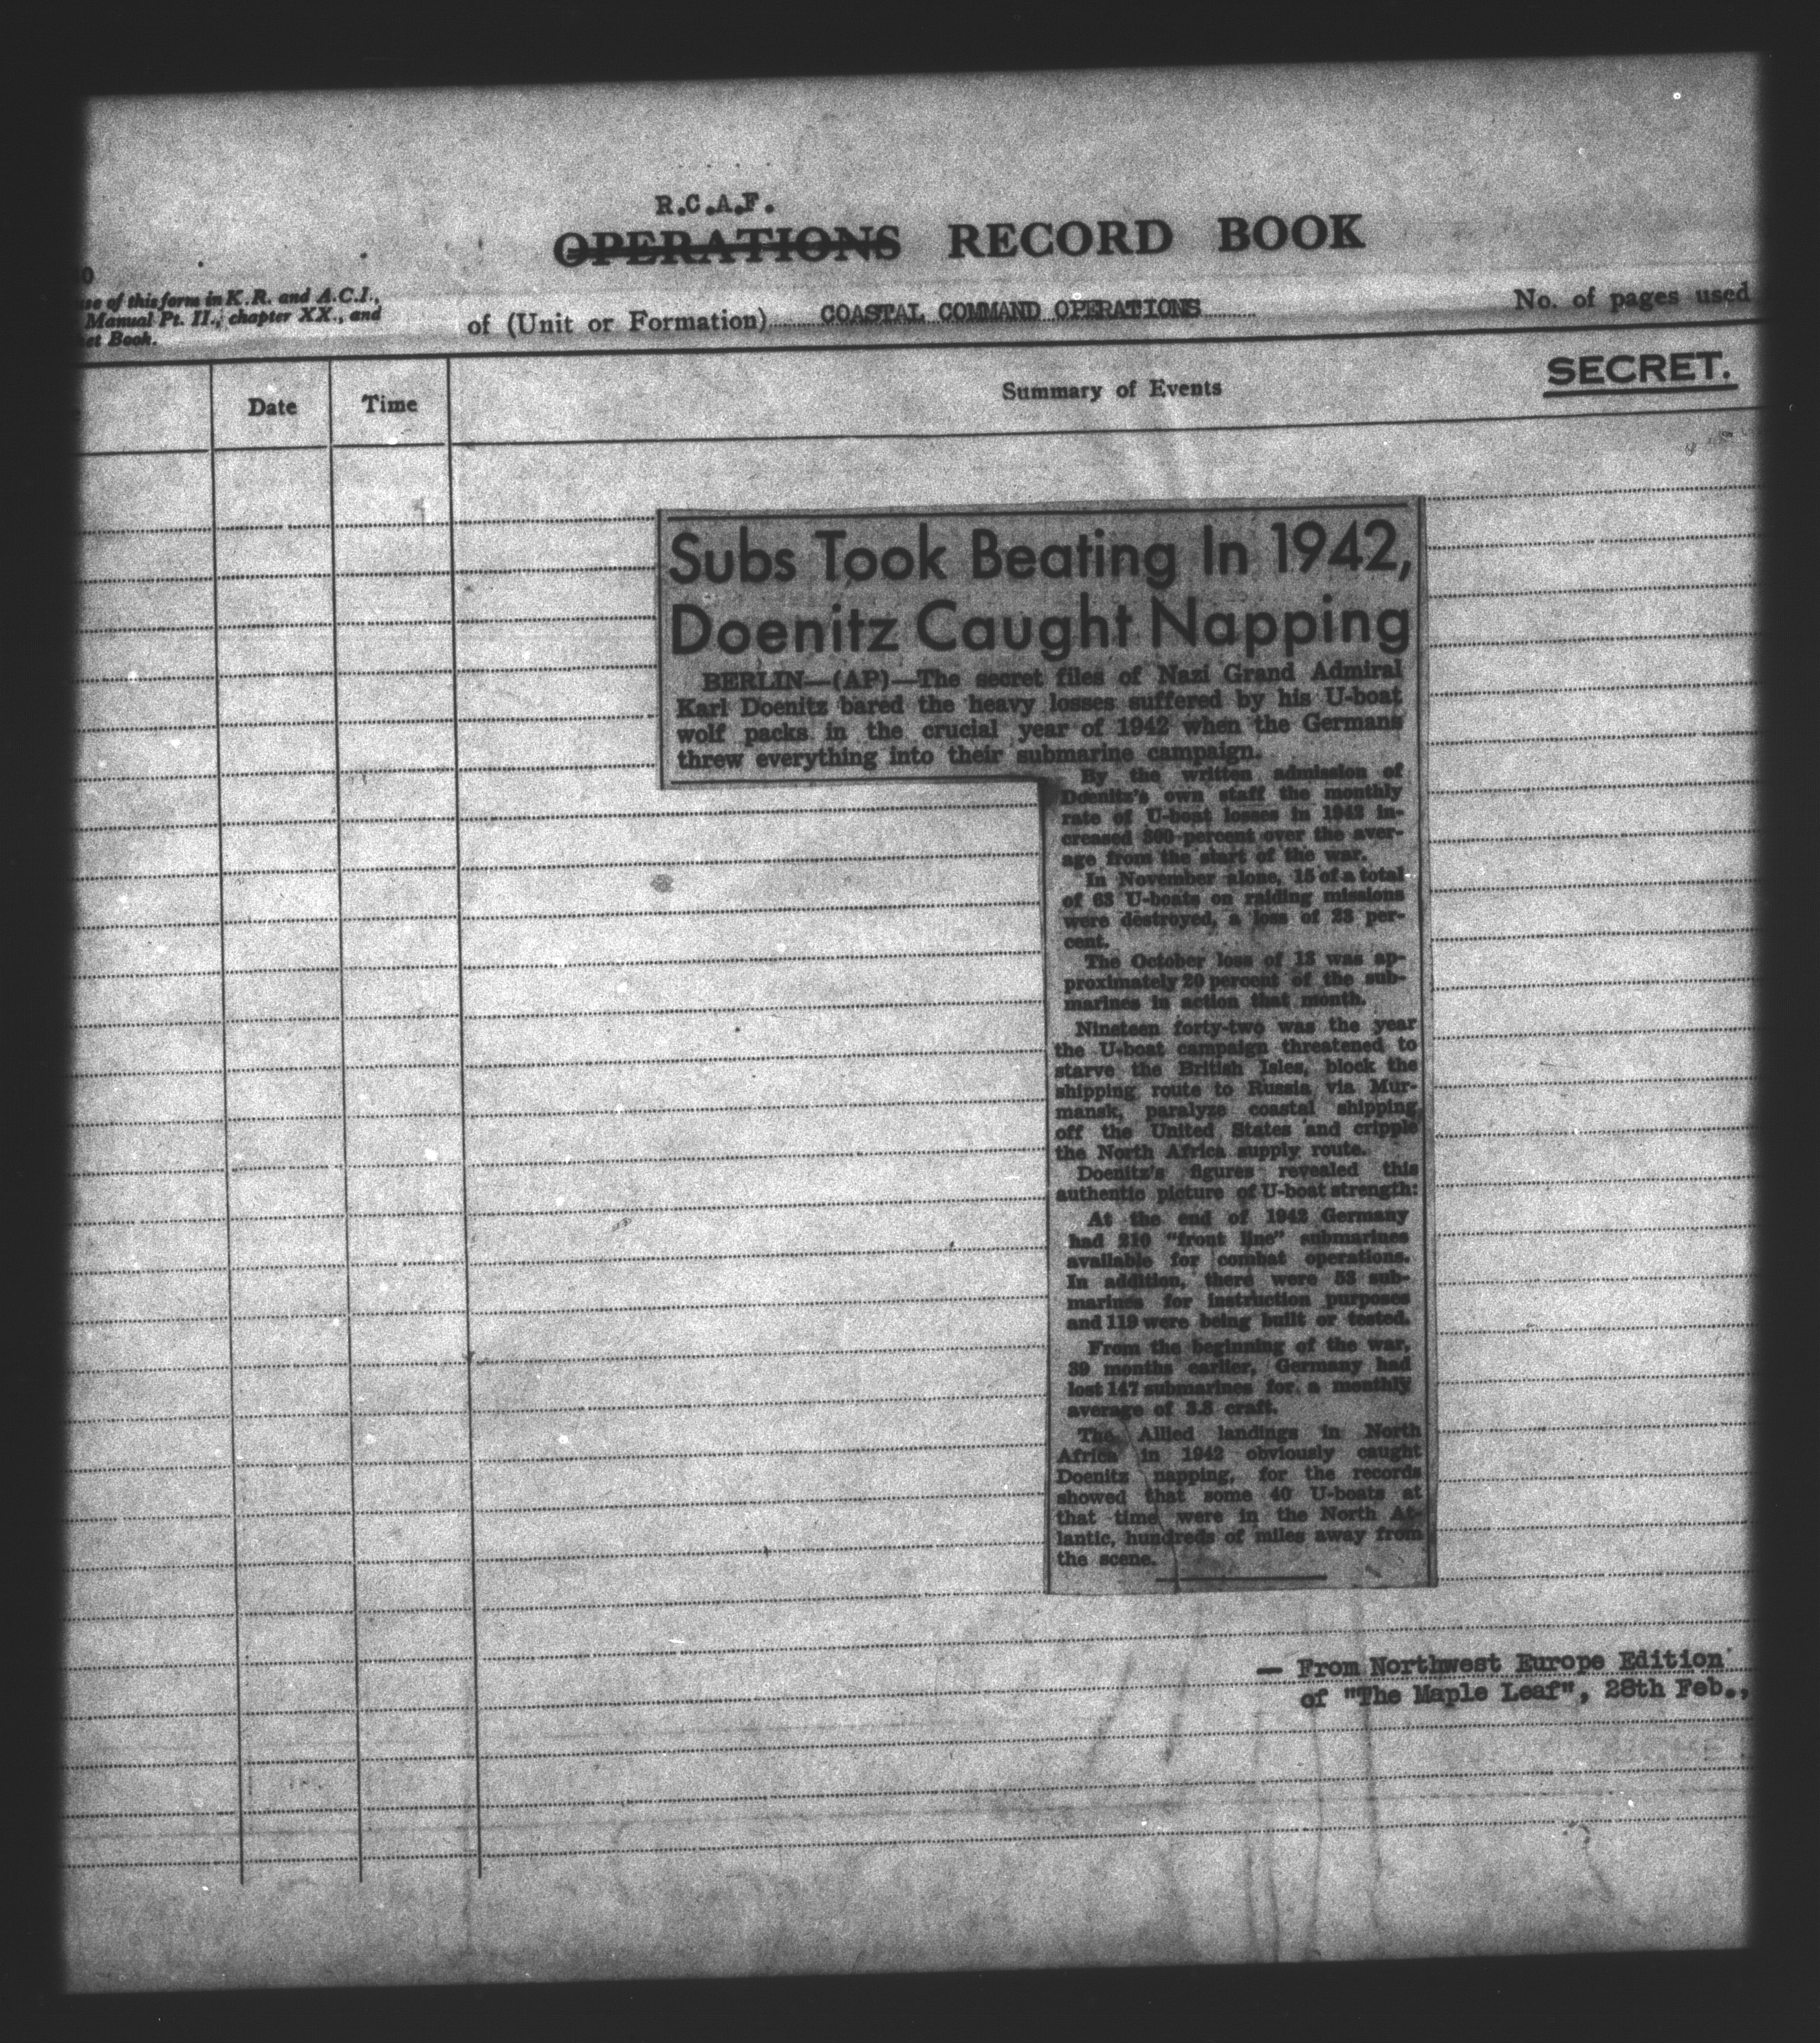 R.C.A.F.
OPERATIONS RECORD BOOK
0
use of this form in K.R. and A.C.I.,
Manual Pt. II., chapter XX., and
ket Book.
of (Unit or Formation) COASTAL COMMAND OPERATIONS
No. of pages used
Date
Time
Summary of Events
SECRET.
Subs Took Beating In 1942,
Doenitz Caught Napping
BERLIN—(AP)—The secret files of Nazi Grand Admiral
Karl Doenitz bared the heavy losses suffered by his U-boat
wolf packs in the crucial year of 1942 when the Germans
threw everything into their submarine campaign.
By the written admission of
Doenitz's own staff the monthly
rate of U-boat losses in 1942 in-
creased percent over the aver-
age from the start of the war.
In November alone, 15 of a total
of 63 U-boats on raiding missions
were destroyed, a loss of 23 per-
cent.
The October loss of 13 was ap-
proximately 20 percent of the sub-
marines in action that month.
Nineteen forty-two was the year
the U-boat campaign threatened to
starve the British Isles, block the
shipping route to Russia via Mur-
mansk, paralyze coastal shipping
off the United States and cripple
the North Africa supply route.
Doenitz's figures revealed this
authentic picture of U-boat strength:
At the end of 1942 Germany
had 210 "front line" submarines
available for combat operations.
In addition, there were 53 sub-
marines for instruction purposes
and 119 were being built or tested.
From the beginning of the war,
39 months earlier, Germany had
lost 147 submarines for a monthly
average of 3.8 craft.
The Allied landings in North
Africa in 1942 obviously caught
Doenitz napping, for the records
showed that some 40 U-boats at
that time were in the North At-
lantic, hundreds of miles away from
the scene.
— From Northwest Europe Edition
of "The Maple Leaf", 28th Feb.,